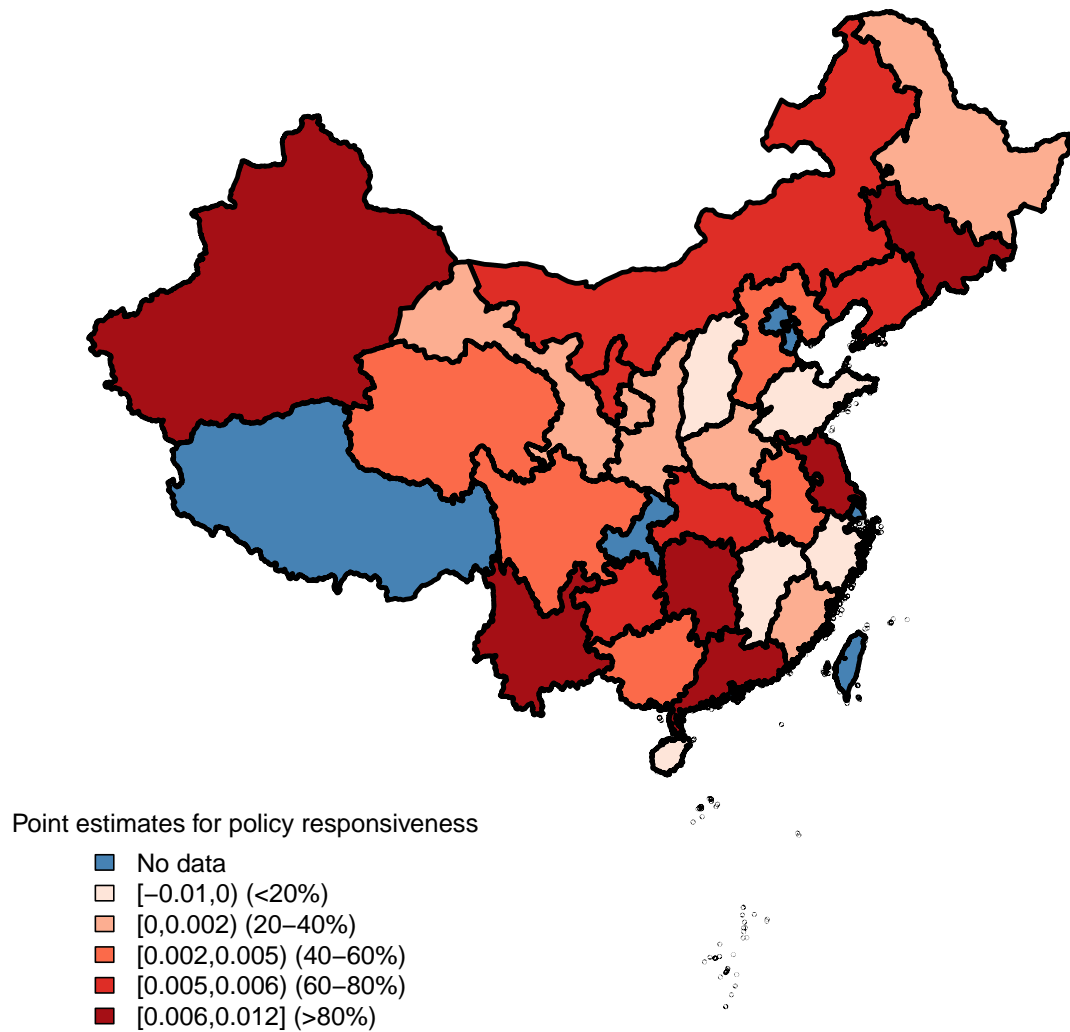 Point estimates for policy responsiveness
No data
[−0.01,0) (<20%)
[0,0.002) (20−40%)
[0.002,0.005) (40−60%)
[0.005,0.006) (60−80%)
[0.006,0.012] (>80%)